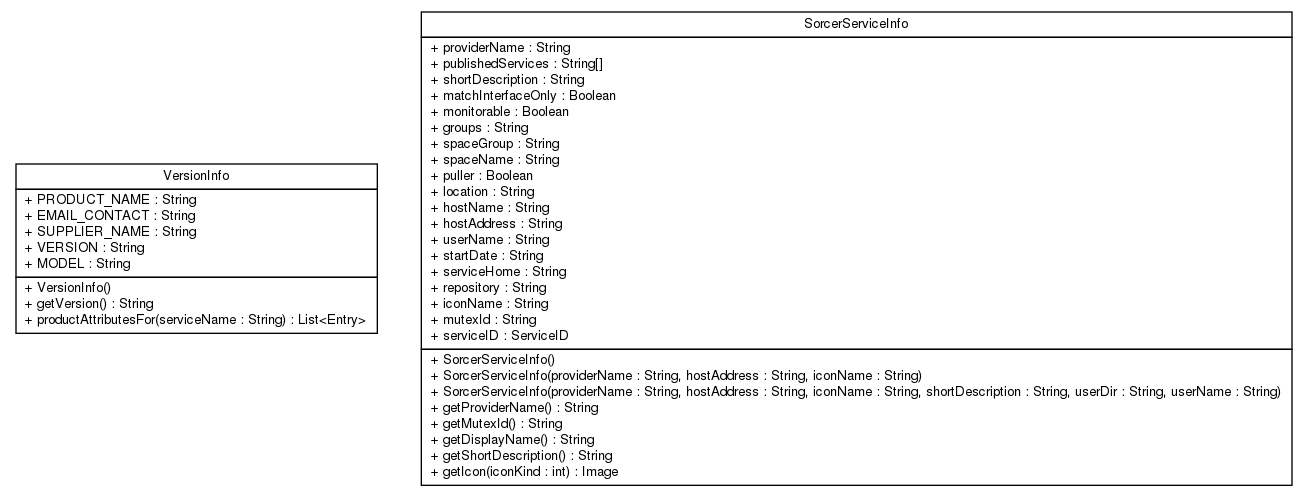 VersionInfo
+ PRODUCT_NAME : String
+ EMAIL_CONTACT : String
+ SUPPLIER_NAME : String
+ VERSION : String
+ MODEL : String
+ VersionInfo()
+ getVersion() : String
+ productAttributesFor(serviceName : String) : List<Entry>
SorcerServiceInfo
+ providerName : String
+ publishedServices : String[]
+ shortDescription : String
+ matchInterfaceOnly : Boolean
+ monitorable : Boolean
+ groups : String
+ spaceGroup : String
+ spaceName : String
+ puller : Boolean
+ location : String
+ hostName : String
+ hostAddress : String
+ userName : String
+ startDate : String
+ serviceHome : String
+ repository : String
+ iconName : String
+ mutexId : String
+ serviceID : ServiceID
+ SorcerServiceInfo()
+ SorcerServiceInfo(providerName : String, hostAddress : String, iconName : String)
+ SorcerServiceInfo(providerName : String, hostAddress : String, iconName : String, shortDescription : String, userDir : String, userName : String)
+ getProviderName() : String
+ getMutexId() : String
+ getDisplayName() : String
+ getShortDescription() : String
+ getIcon(iconKind : int) : Image